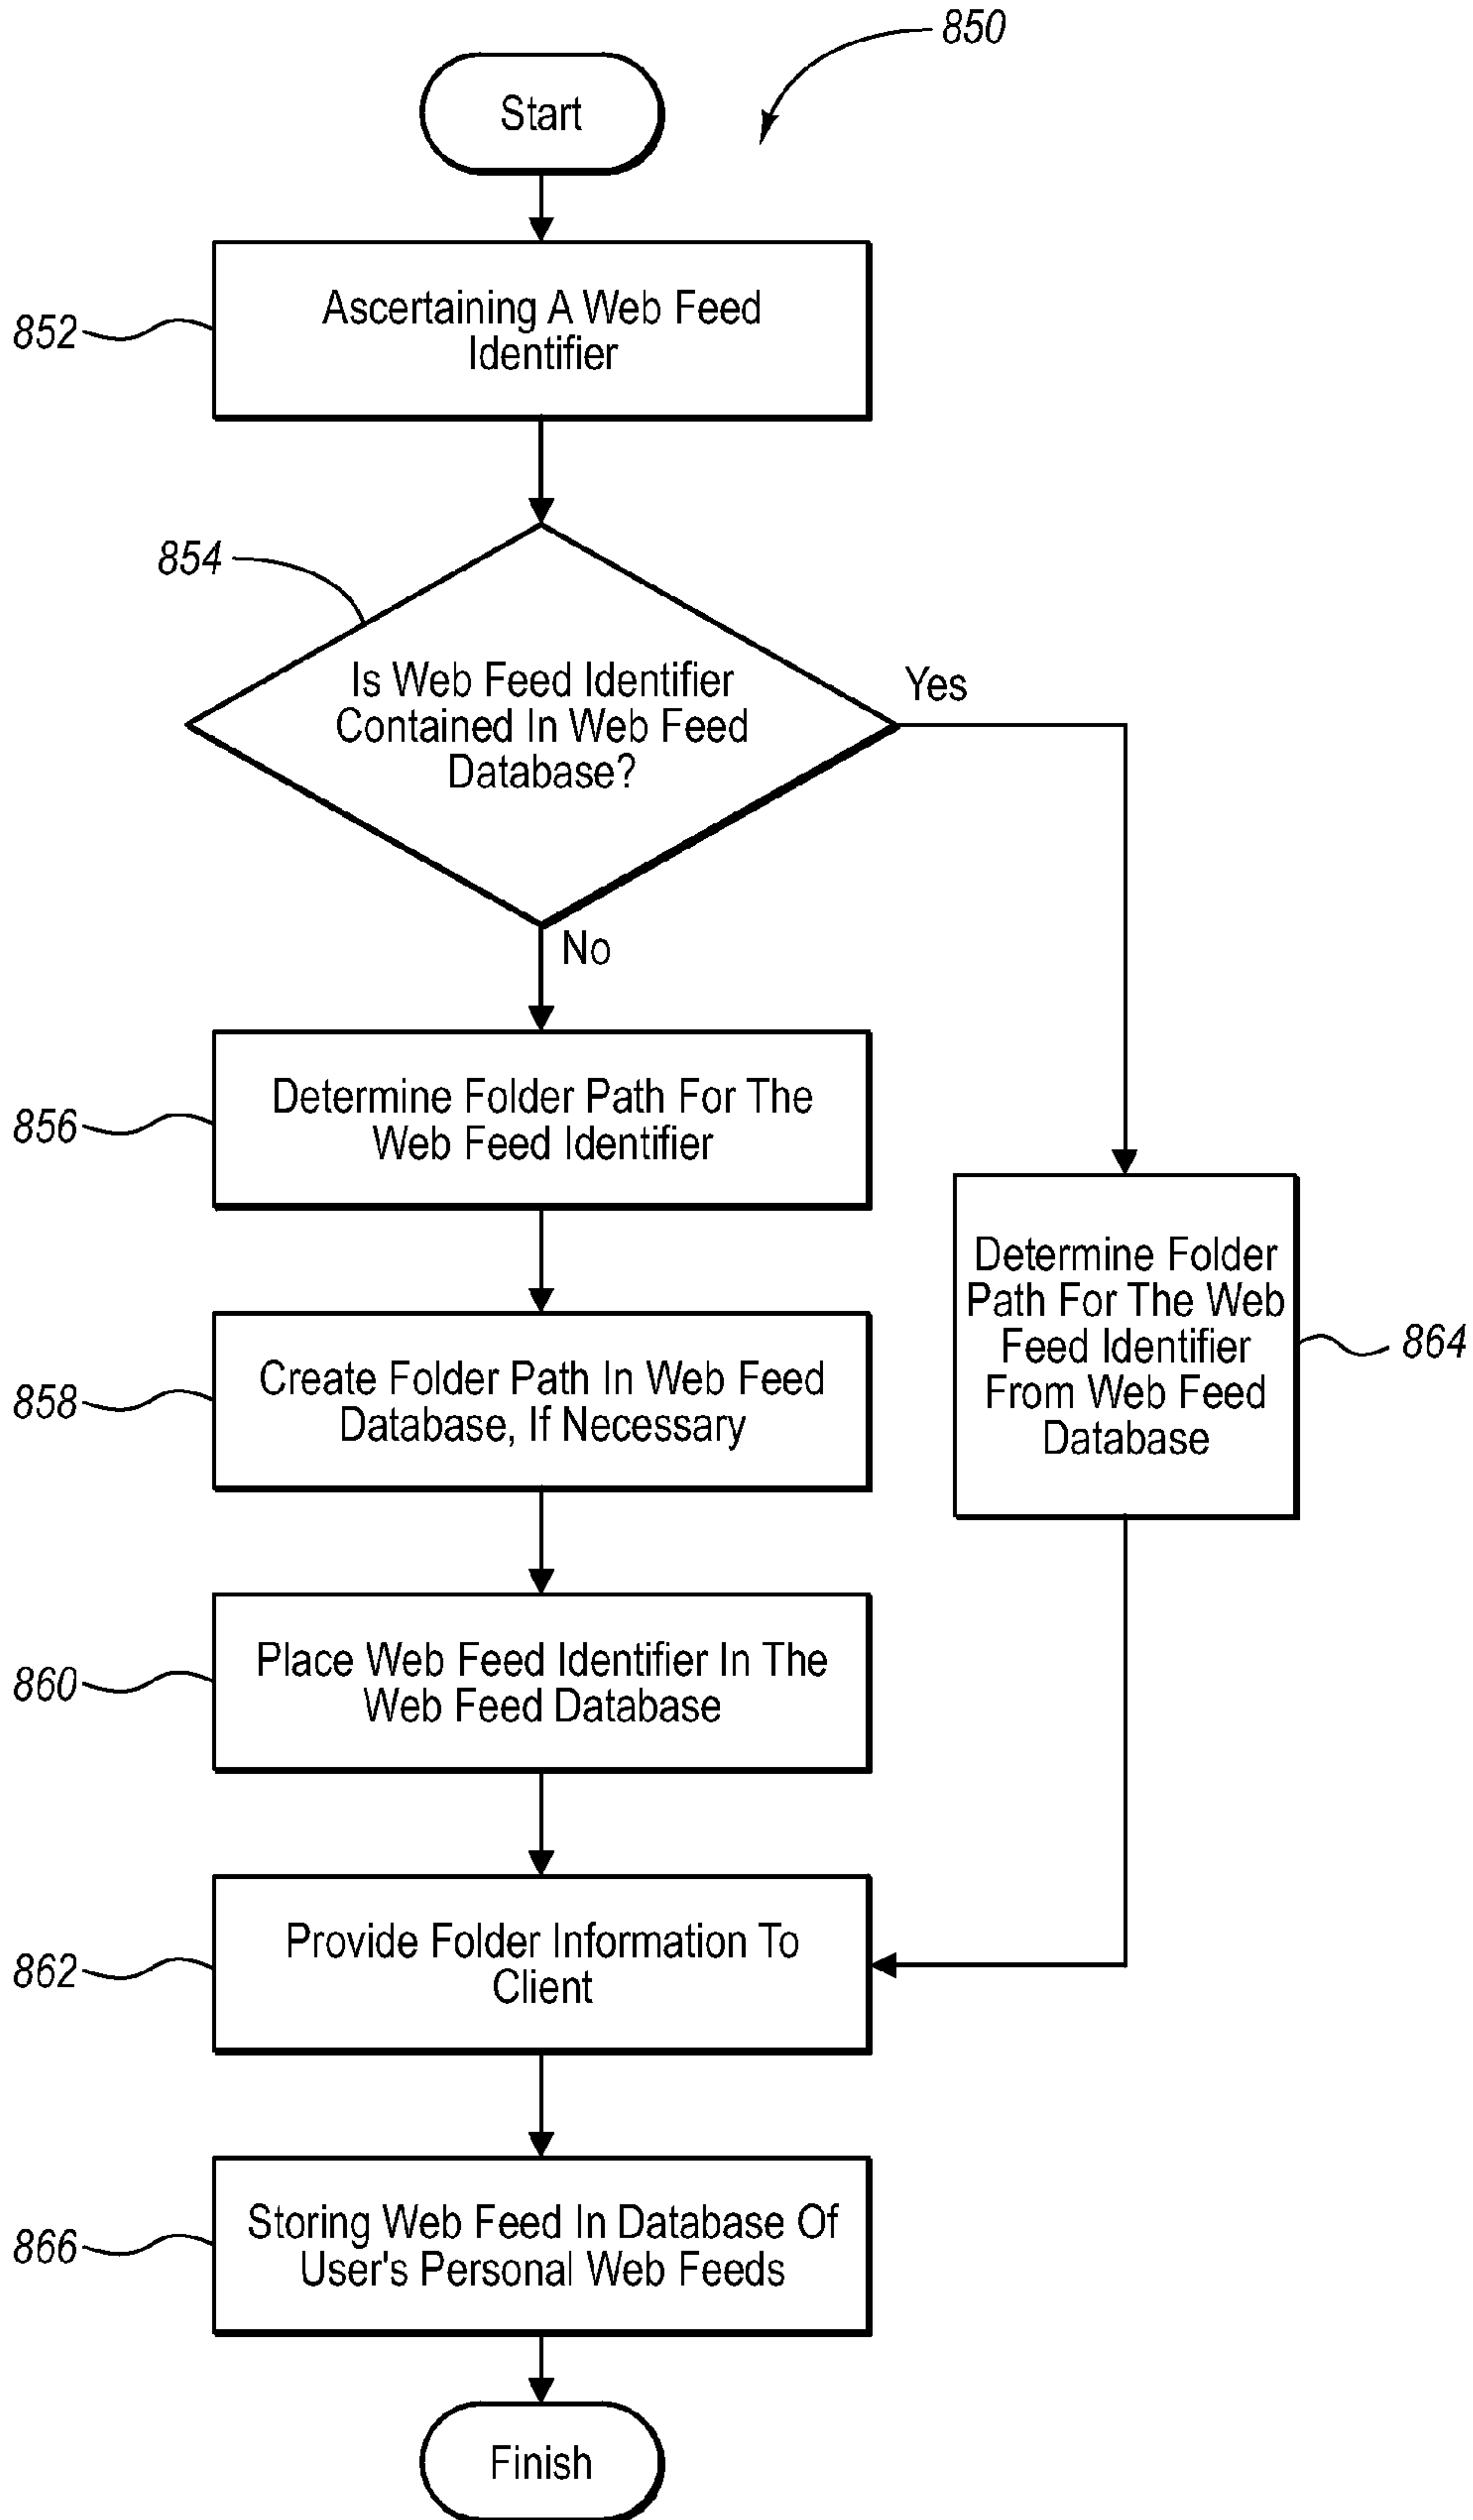 850
Start
852
Ascertaining A Web Feed
Identifier
854
Is Web Feed Identifier
Contained In Web Feed
Database?
Yes
No
856
Determine Folder Path For The
Web Feed Identifier
858
Create Folder Path In Web Feed
Database, If Necessary
Determine Folder
Path For The Web
Feed Identifier
From Web Feed
Database
864
860
Place Web Feed Identifier In The
Web Feed Database
862
Provide Folder Information To
Client
866
Storing Web Feed In Database Of
User's Personal Web Feeds
Finish